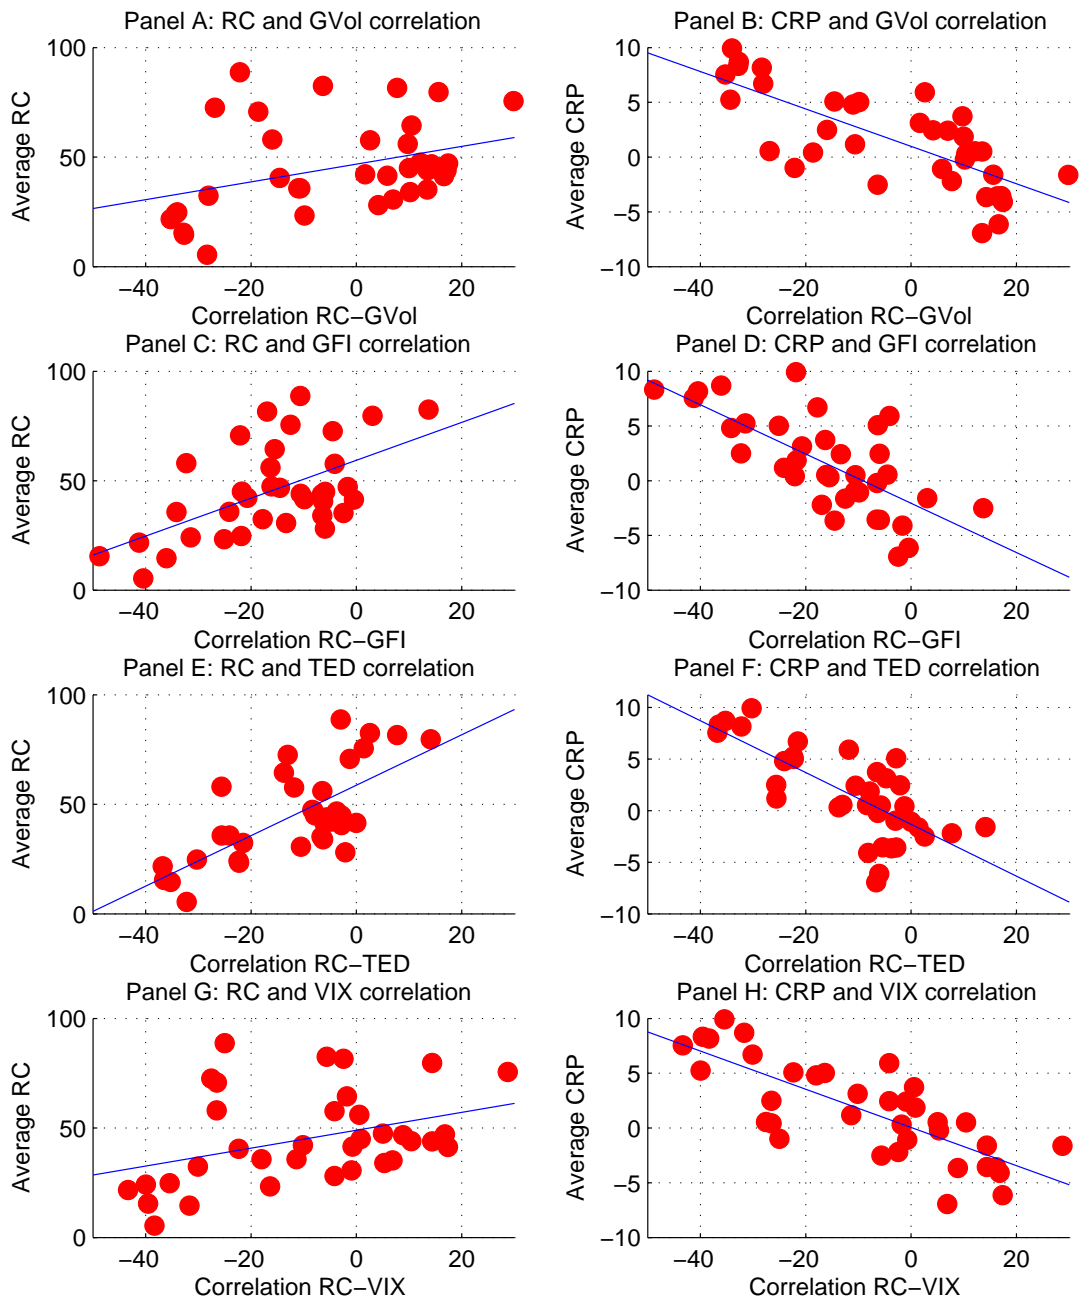 Panel A: RC and GVol correlation
100
50
0
Average RC
−40 −20 0 20
Correlation RC−GVol
Panel B: CRP and GVol correlation
10
5
0
−5
−10
Average CRP
−40 −20 0 20
Correlation RC−GVol
Panel C: RC and GFI correlation
100
50
0
Average RC
−40 −20 0 20
Correlation RC−GFI
Panel D: CRP and GFI correlation
10
5
0
−5
−10
Average CRP
−40 −20 0 20
Correlation RC−GFI
Panel E: RC and TED correlation
100
50
0
Average RC
−40 −20 0 20
Correlation RC−TED
Panel F: CRP and TED correlation
10
5
0
−5
−10
Average CRP
−40 −20 0 20
Correlation RC−TED
Panel G: RC and VIX correlation
100
50
0
Average RC
−40 −20 0 20
Correlation RC−VIX
Panel H: CRP and VIX correlation
10
5
0
−5
−10
Average CRP
−40 −20 0 20
Correlation RC−VIX